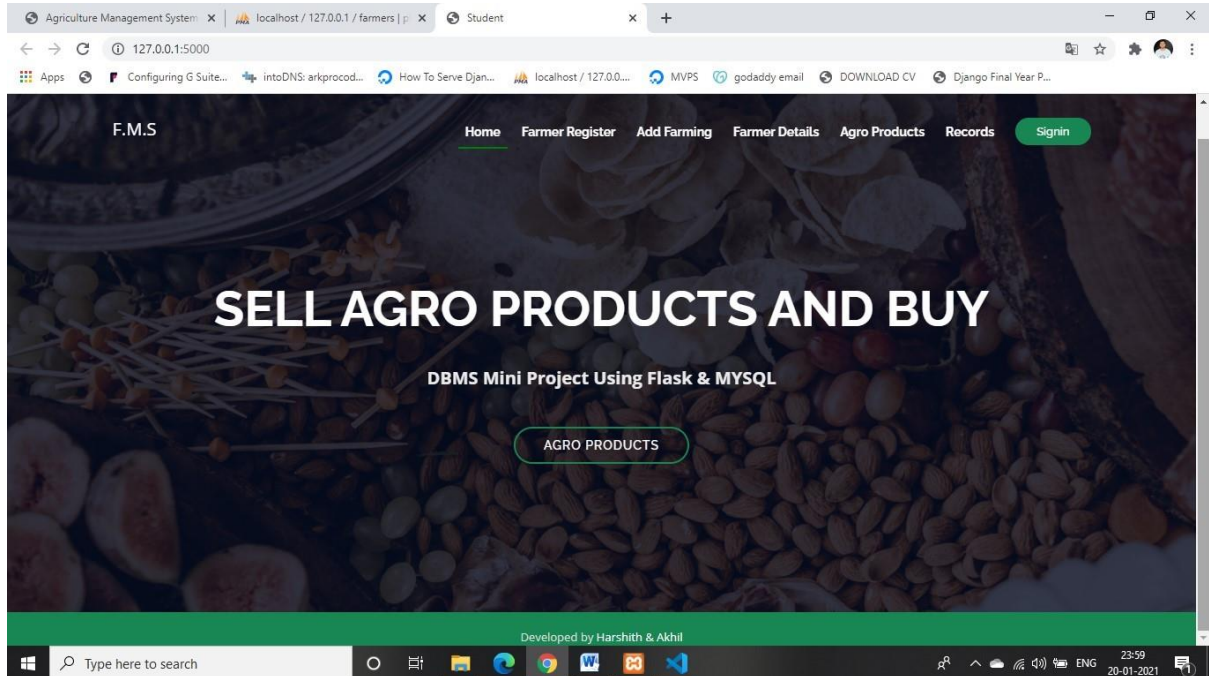 Agriculture Management System localhost / 127.0.0.1 / farmers | p Student
127.0.0.1:5000
Apps Configuring G Suite... intoDNS: arkprocod... How To Serve Djan... localhost / 127.0.0.... MVPS godaddy email DOWNLOAD CV Django Final Year P...
F.M.S Home Farmer Register Add Farming Farmer Details Agro Products Records Signin
SELL AGRO PRODUCTS AND BUY
DBMS Mini Project Using Flask & MYSQL
AGRO PRODUCTS
Developed by Harshith & Akhil
Type here to search ENG 23:59
20-01-2021